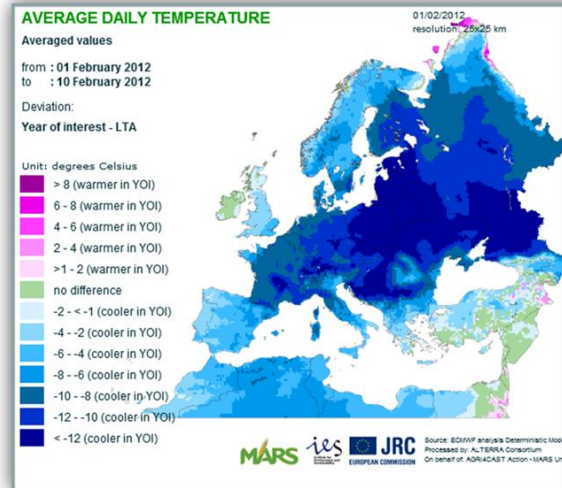 AVERAGE DAILY TEMPERATURE
01/02/2012
resolution: 25x25 km
Averaged values
from : 01 February 2012
to : 10 February 2012
Deviation:
Year of interest - LTA
Unit: degrees Celsius
> 8 (warmer in YOI)
6 - 8 (warmer in YOI)
4 - 6 (warmer in YOI)
2 - 4 (warmer in YOI)
>1 - 2 (warmer in YOI)
no difference
-2 - < -1 (cooler in YOI)
-4 - -2 (cooler in YOI)
-6 - -4 (cooler in YOI)
-8 - -6 (cooler in YOI)
-10 - -8 (cooler in YOI)
-12 - -10 (cooler in YOI)
< -12 (cooler in YOI)
MARS
ies
JRC
EUROPEAN COMMISSION
Source: ECMWF analysis Deterministic
Processed by: ALTERRA Consortium
On behalf of: AGRI4CAST Action - MARS